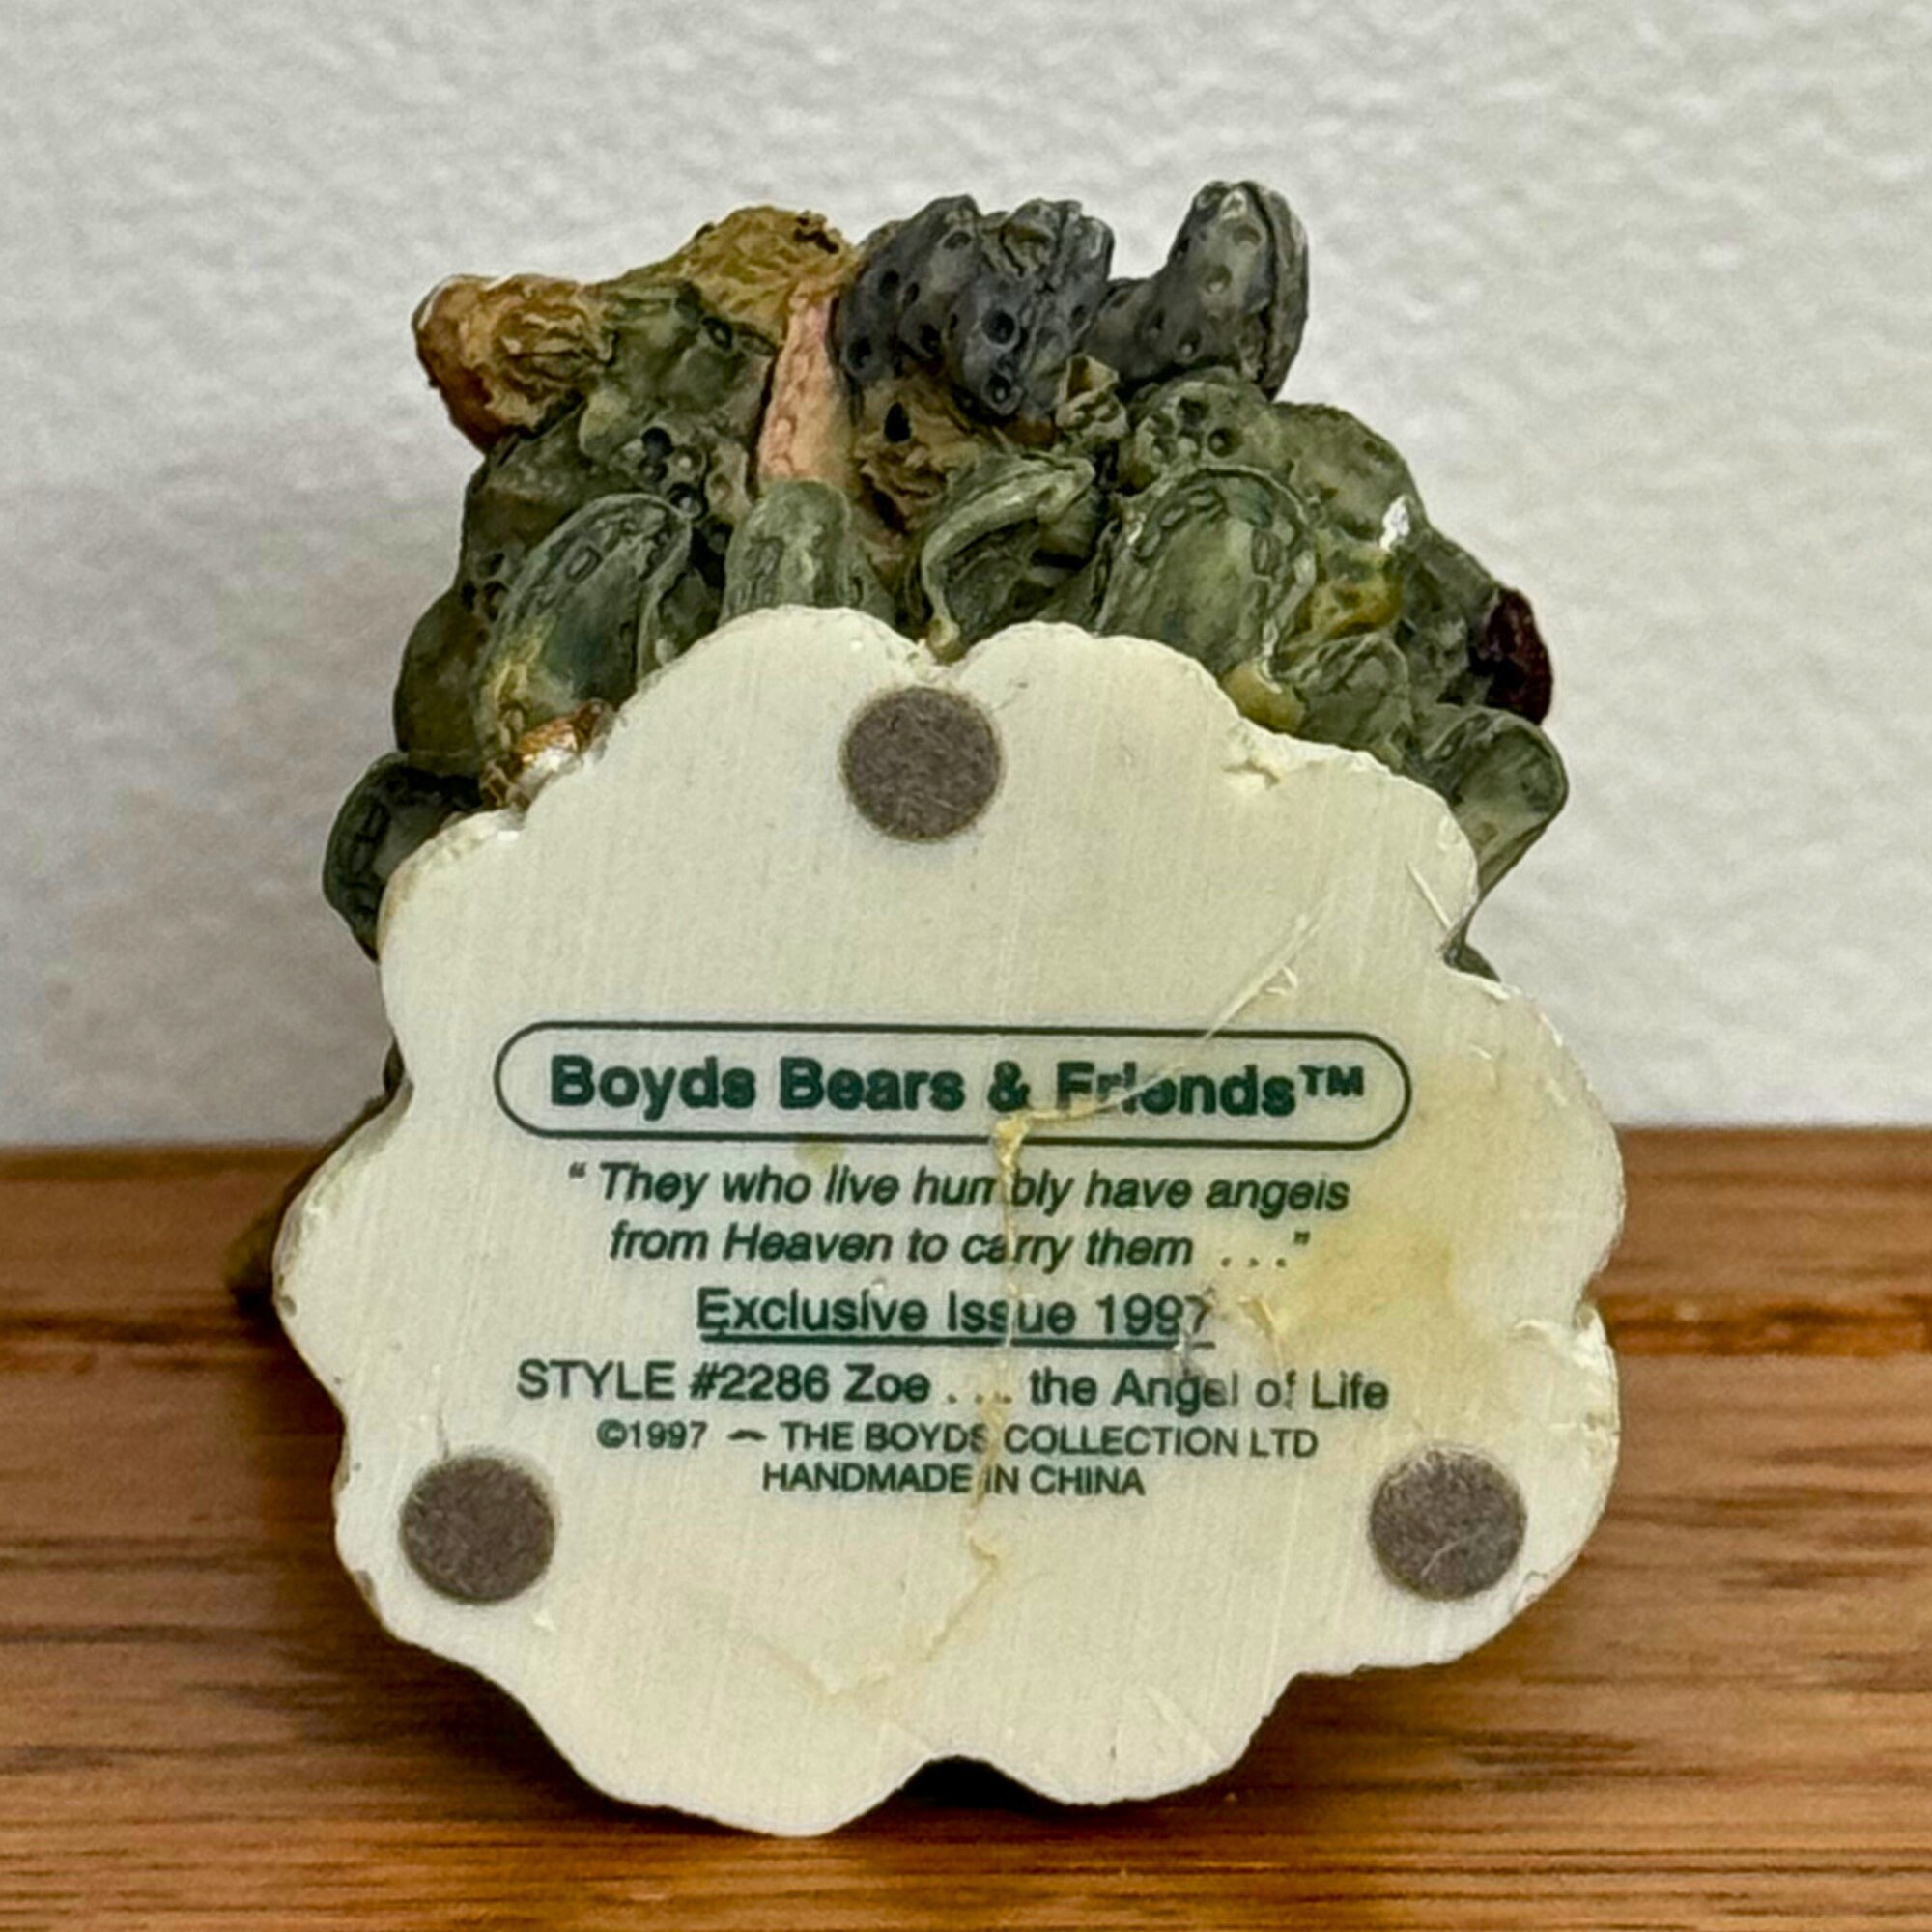 Boyds Bears & Friends™
“ They who live humbly have angels
from Heaven to carry them . . .”
Exclusive Issue 1997
STYLE #2286 Zoe . . . the Angel of Life
©1997 — THE BOYDS COLLECTION LTD
HANDMADE IN CHINA